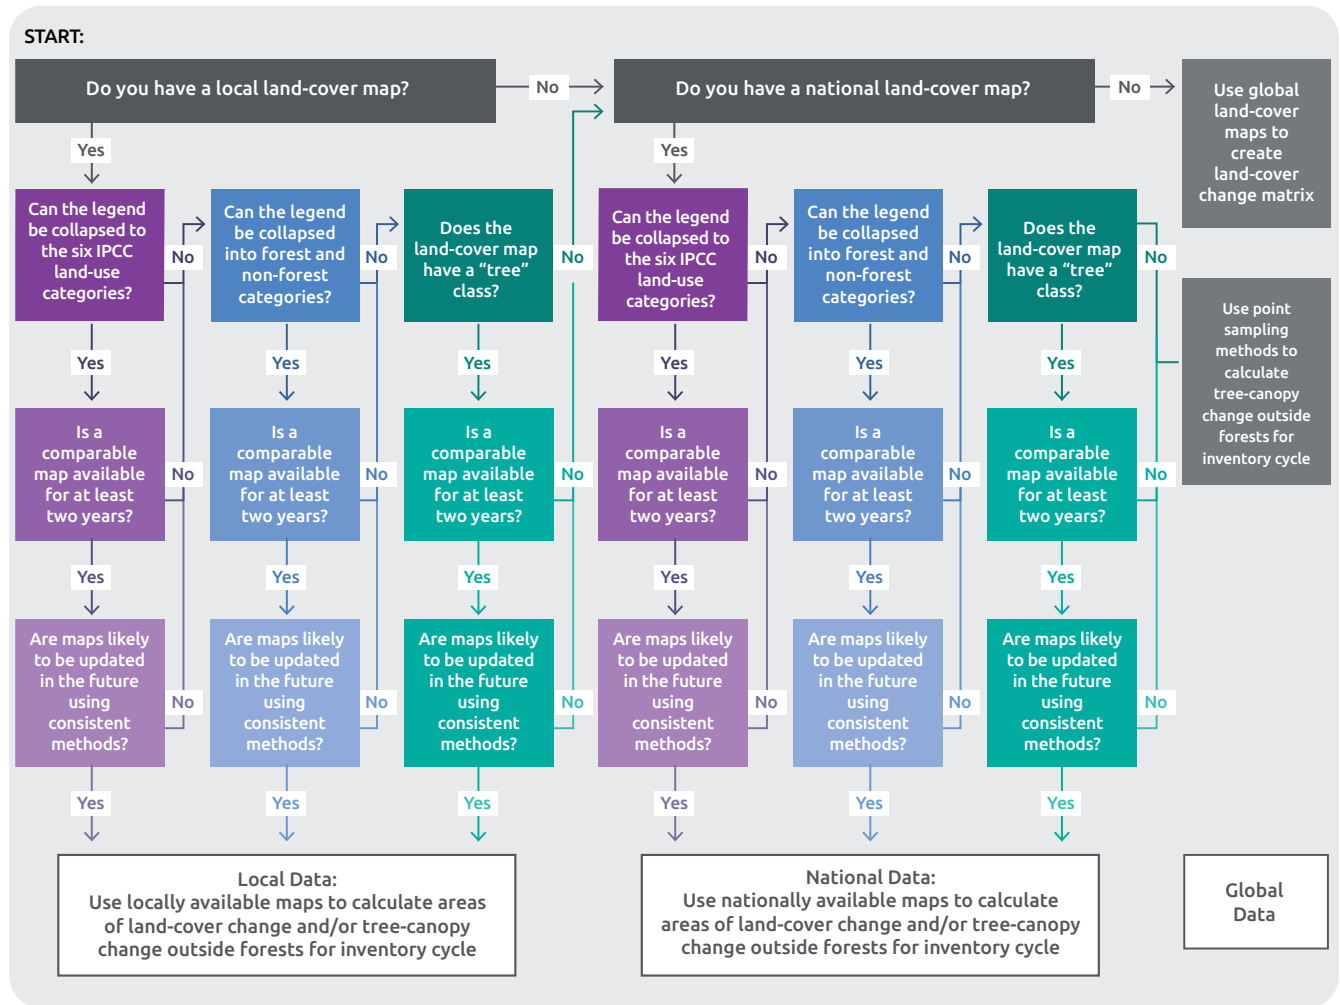 START:
Do you have a local land-cover map?
No
Do you have a national land-cover map?
No
Use global
land-cover
maps to
create
land-cover
change matrix
Yes
Yes
Can the legend
be collapsed to
the six IPCC
land-use
categories?
No
Can the legend
be collapsed
into forest and
non-forest
categories?
No
Does the
land-cover map
have a “tree”
class?
No
Can the legend
be collapsed to
the six IPCC
land-use
categories?
No
Can the legend
be collapsed
into forest and
non-forest
categories?
No
Does the
land-cover map
have a “tree”
class?
No
Use point
sampling
methods to
calculate
tree-canopy
change outside
forests for
inventory cycle
Yes
Yes
Yes
Yes
Yes
Yes
Is a
comparable
map available
for at least
two years?
No
Is a
comparable
map available
for at least
two years?
No
Is a
comparable
map available
for at least
two years?
No
Is a
comparable
map available
for at least
two years?
No
Is a
comparable
map available
for at least
two years?
No
Is a
comparable
map available
for at least
two years?
No
Yes
Yes
Yes
Yes
Yes
Yes
Are maps likely
to be updated
in the future
using
consistent
methods?
No
Are maps likely
to be updated
in the future
using
consistent
methods?
No
Are maps likely
to be updated
in the future
using
consistent
methods?
No
Are maps likely
to be updated
in the future
using
consistent
methods?
No
Are maps likely
to be updated
in the future
using
consistent
methods?
No
Are maps likely
to be updated
in the future
using
consistent
methods?
No
Yes
Yes
Yes
Yes
Yes
Yes
Local Data:
Use locally available maps to calculate areas
of land-cover change and/or tree-canopy
change outside forests for inventory cycle
National Data:
Use nationally available maps to calculate
areas of land-cover change and/or tree-canopy
change outside forests for inventory cycle
Global
Data